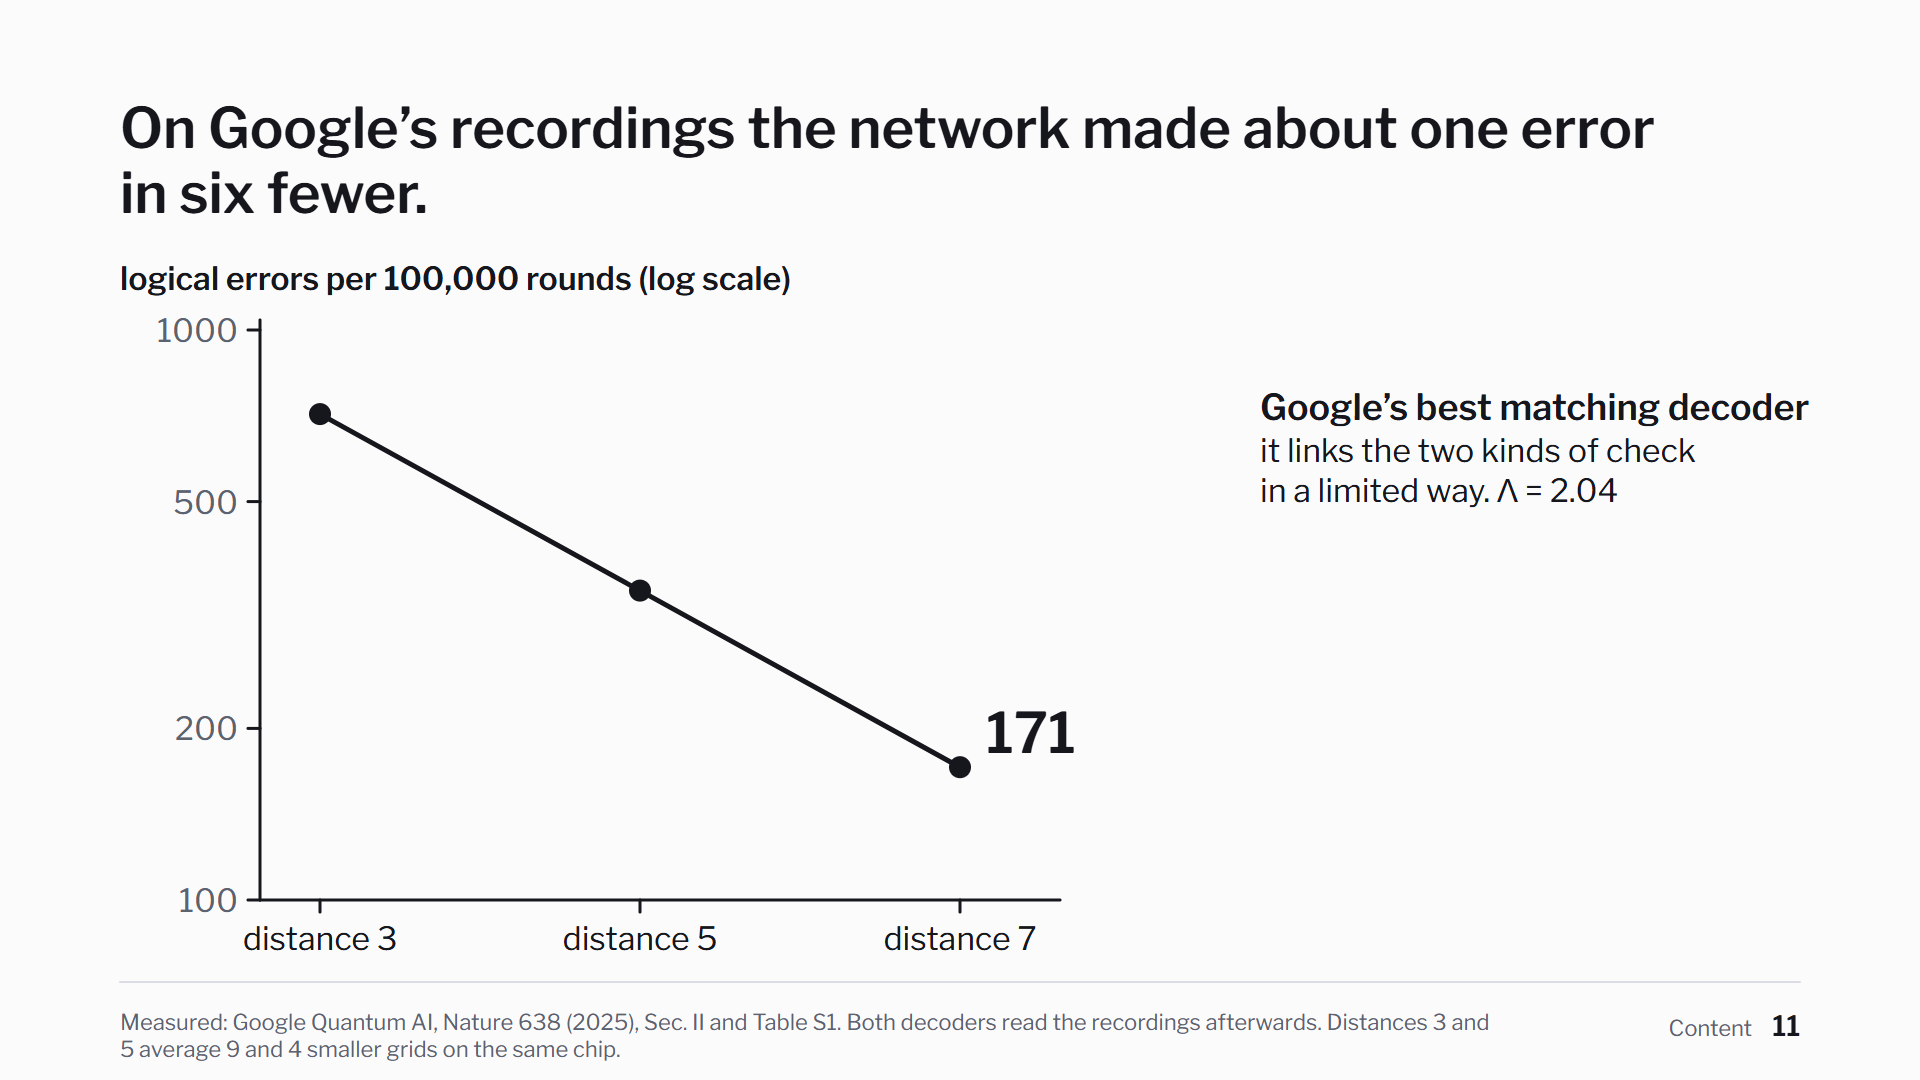 On Google’s recordings the network made about one error
in six fewer.
logical errors per 100,000 rounds (log scale)
1000
500
200
100
171
distance 3
distance 5
distance 7
Google’s best matching decoder
it links the two kinds of check
in a limited way. Λ = 2.04
Measured: Google Quantum AI, Nature 638 (2025), Sec. II and Table S1. Both decoders read the recordings afterwards. Distances 3 and
5 average 9 and 4 smaller grids on the same chip.
Content 11